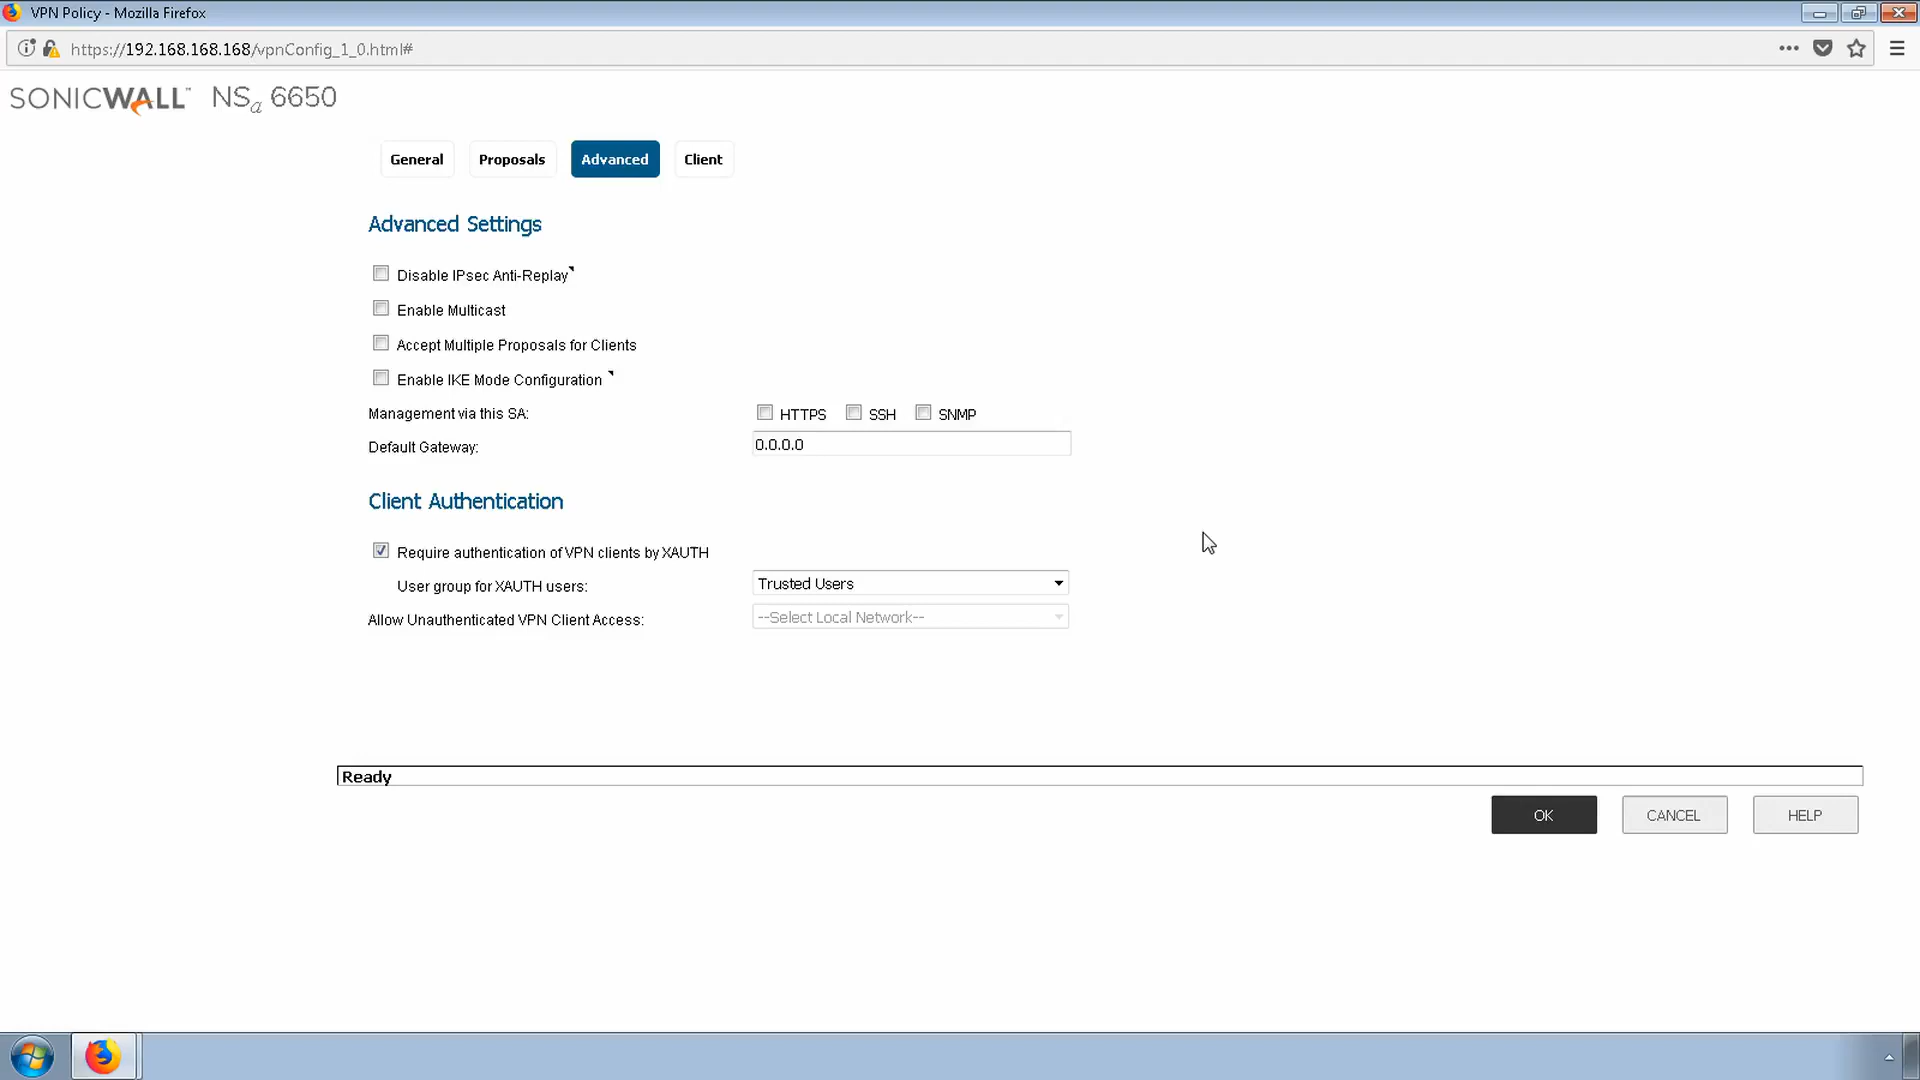 VPN Policy - Mozilla Firefox
https://192.168.168.168/vpnConfig_1_0.html#
SONICWALL™ NSa 6650
General Proposals Advanced Client
Advanced Settings
Disable IPsec Anti-Replay
Enable Multicast
Accept Multiple Proposals for Clients
Enable IKE Mode Configuration
Management via this SA: HTTPS SSH SNMP
Default Gateway: 0.0.0.0
Client Authentication
Require authentication of VPN clients by XAUTH
User group for XAUTH users: Trusted Users
Allow Unauthenticated VPN Client Access: --Select Local Network--
Ready
OK CANCEL HELP